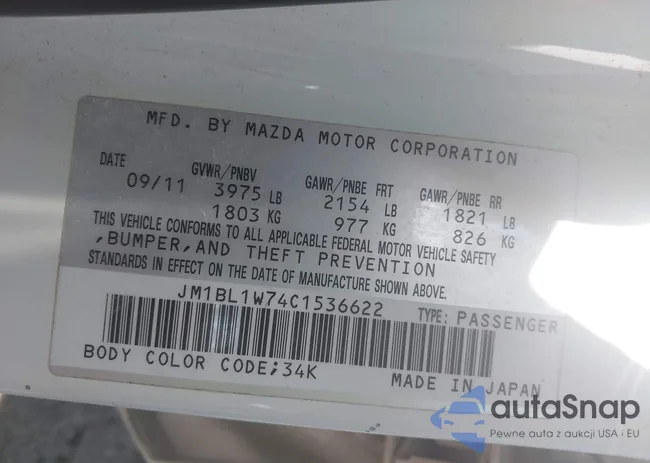 MFD. BY MAZDA MOTOR CORPORATION
DATE GVWR/PNBV GAWR/PNBE FRT GAWR/PNBE RR
09/11 3975 LB 2154 LB 1821 LB
1803 KG 977 KG 826 KG
THIS VEHICLE CONFORMS TO ALL APPLICABLE FEDERAL MOTOR VEHICLE SAFETY
,BUMPER,AND THEFT PREVENTION
STANDARDS IN EFFECT ON THE DATE OF MANUFACTURE SHOWN ABOVE.
JM1BL1W74C1536622 TYPE: PASSENGER
BODY COLOR CODE;34K MADE IN JAPAN
autaSnap
Pewne auta z aukcji USA i EU